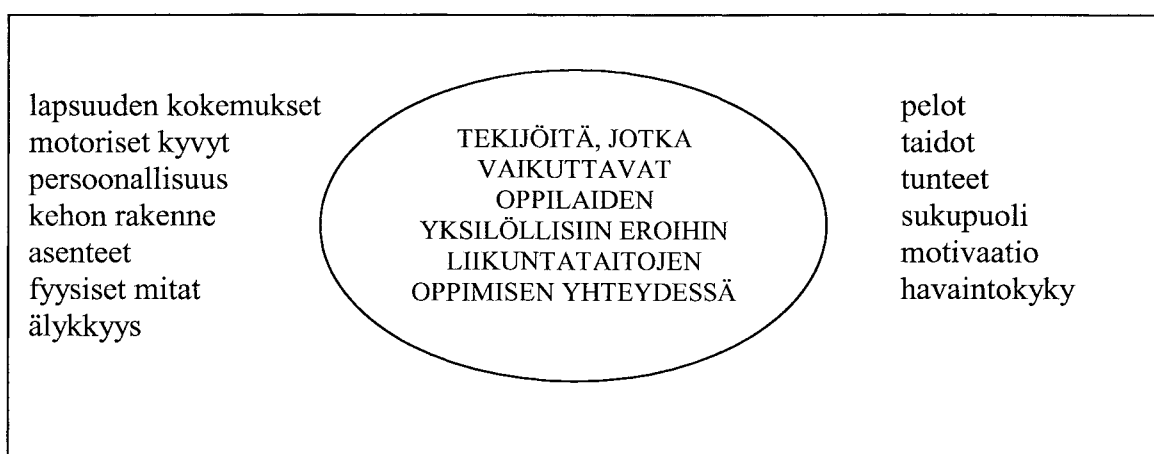 lapsuuden kokemukset
motoriset kyvyt
persoonallisuus
kehon rakenne
asenteet
fyysiset mitat
älykkyys
TEKIJÖITÄ, JOTKA
VAIKUTTAVAT
OPPILAIDEN
YKSILÖLLISIIN EROIHIN
LIIKUNTATAITOJEN
OPPIMISEN YHTEYDESSÄ
pelot
taidot
tunteet
sukupuoli
motivaatio
havaintokyky